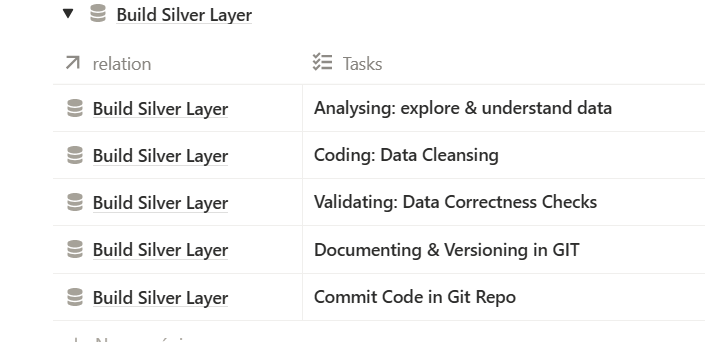 Build Silver Layer
relation Tasks
Build Silver Layer Analysing: explore & understand data
Build Silver Layer Coding: Data Cleansing
Build Silver Layer Validating: Data Correctness Checks
Build Silver Layer Documenting & Versioning in GIT
Build Silver Layer Commit Code in Git Repo